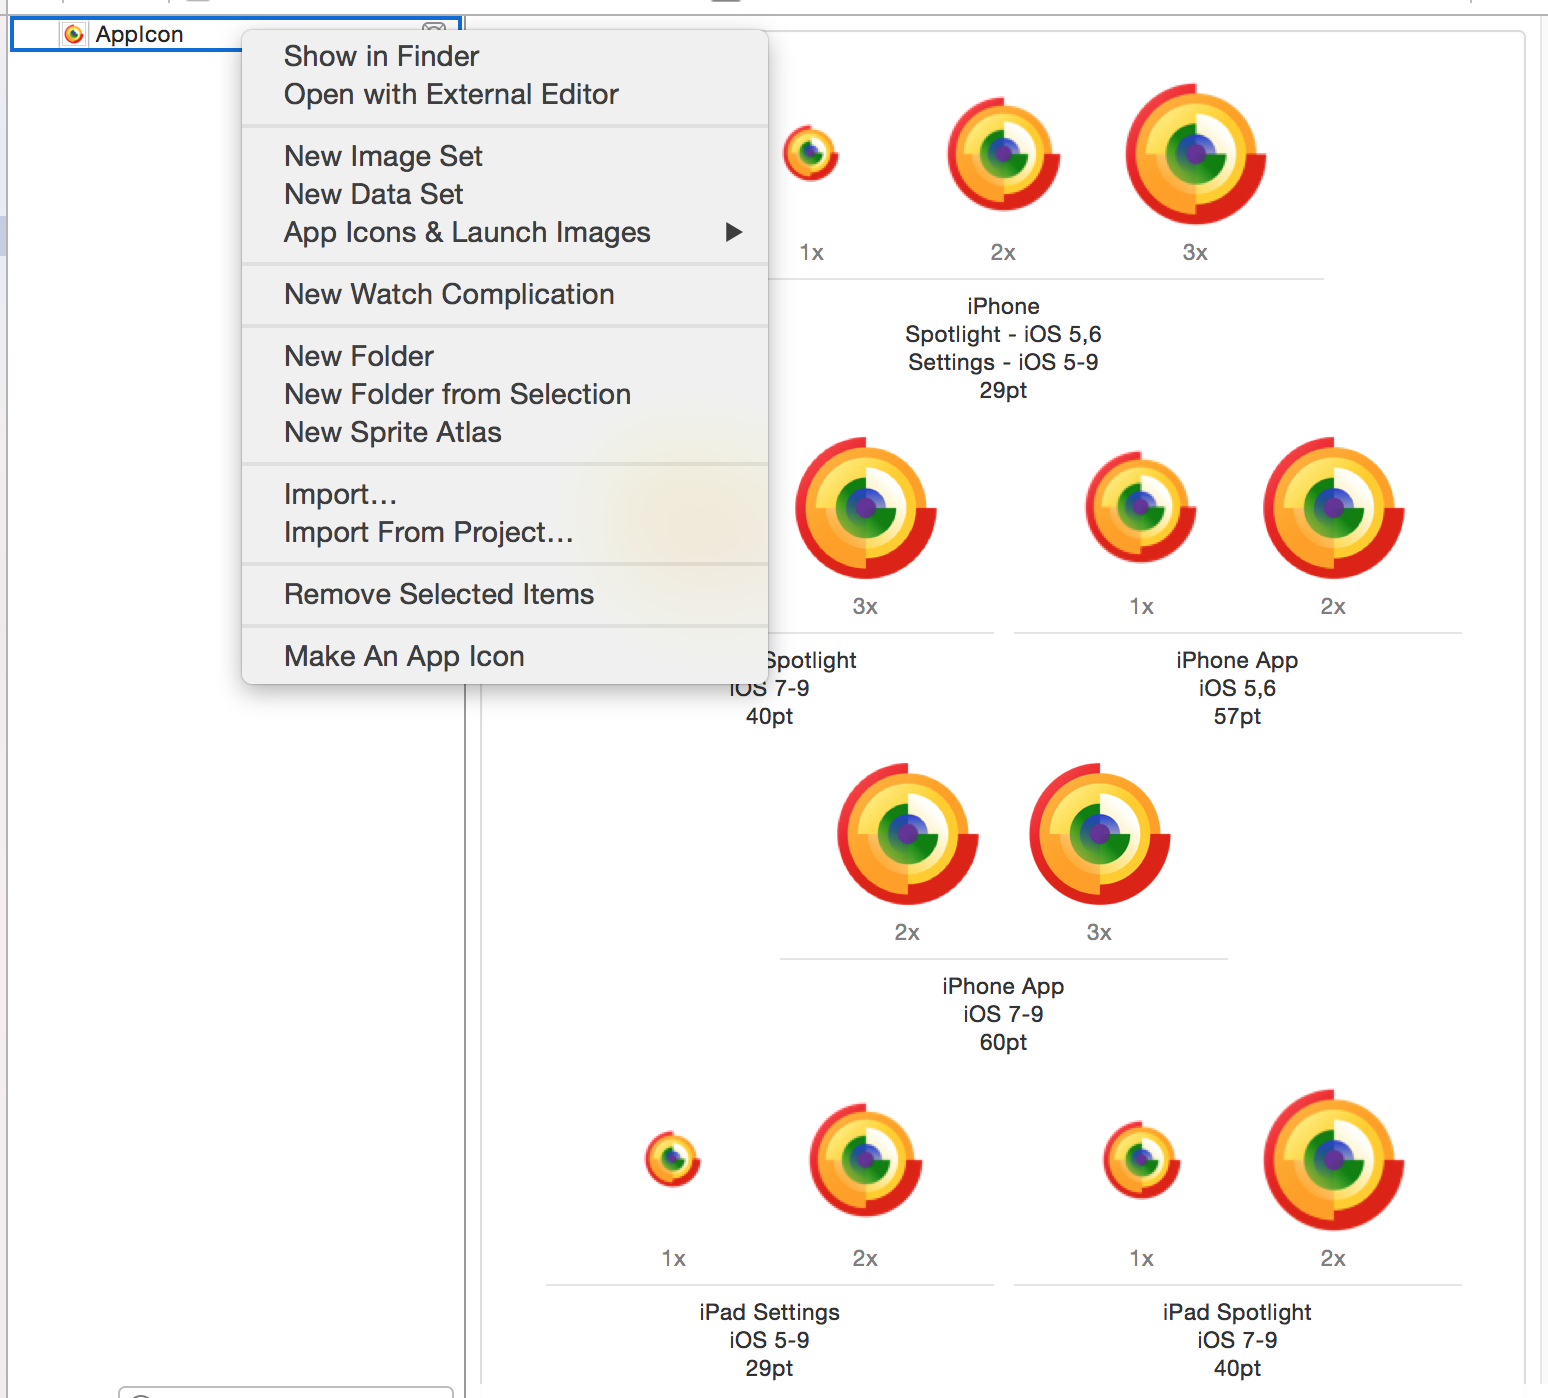 AppIcon
Show in Finder
Open with External Editor
New Image Set
New Data Set
App Icons & Launch Images
New Watch Complication
New Folder
New Folder from Selection
New Sprite Atlas
Import...
Import From Project...
Remove Selected Items
Make An App Icon
1x 2x 3x
iPhone
Spotlight - iOS 5,6
Settings - iOS 5-9
29pt
3x
Spotlight
iOS 7-9
40pt
1x 2x
iPhone App
iOS 5,6
57pt
2x 3x
iPhone App
iOS 7-9
60pt
1x 2x
iPad Settings
iOS 5-9
29pt
1x 2x
iPad Spotlight
iOS 7-9
40pt